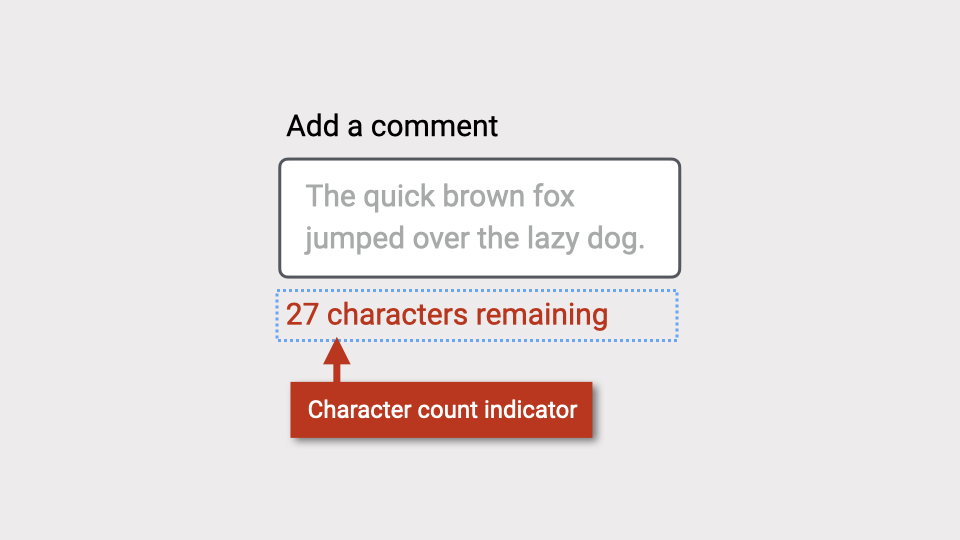 Add a comment
The quick brown fox
jumped over the lazy dog.
27 characters remaining
Character count indicator